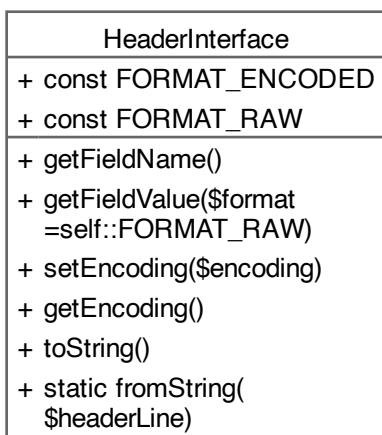 HeaderInterface
+ const FORMAT_ENCODED
+ const FORMAT_RAW
+ getFieldName()
+ getFieldValue($format
=self::FORMAT_RAW)
+ setEncoding($encoding)
+ getEncoding()
+ toString()
+ static fromString(
$headerLine)